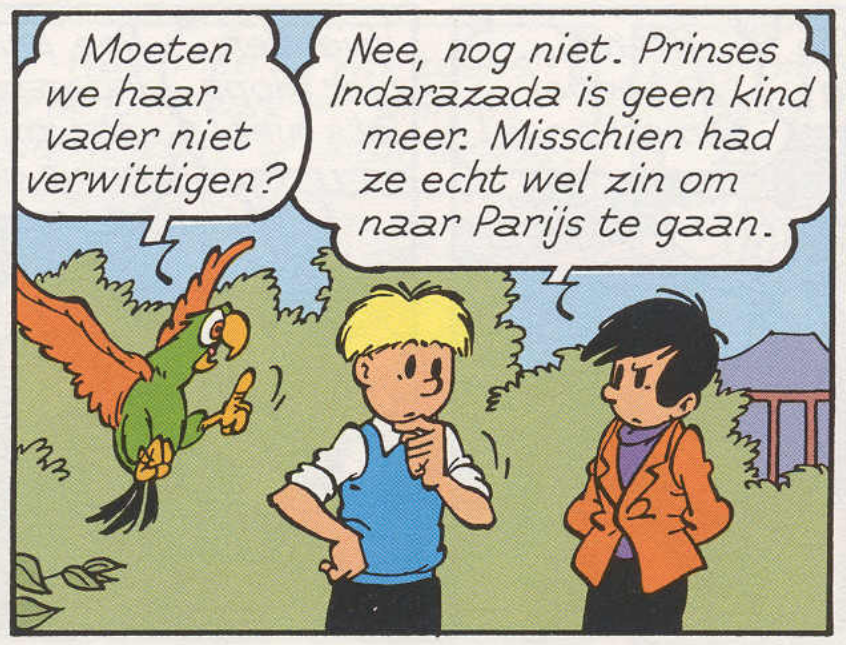 Moeten
we haar
vader niet
verwittigen?
Nee, nog niet. Prinses
Indarazada is geen kind
meer. Misschien had
ze echt wel zin om
naar Parijs te gaan.